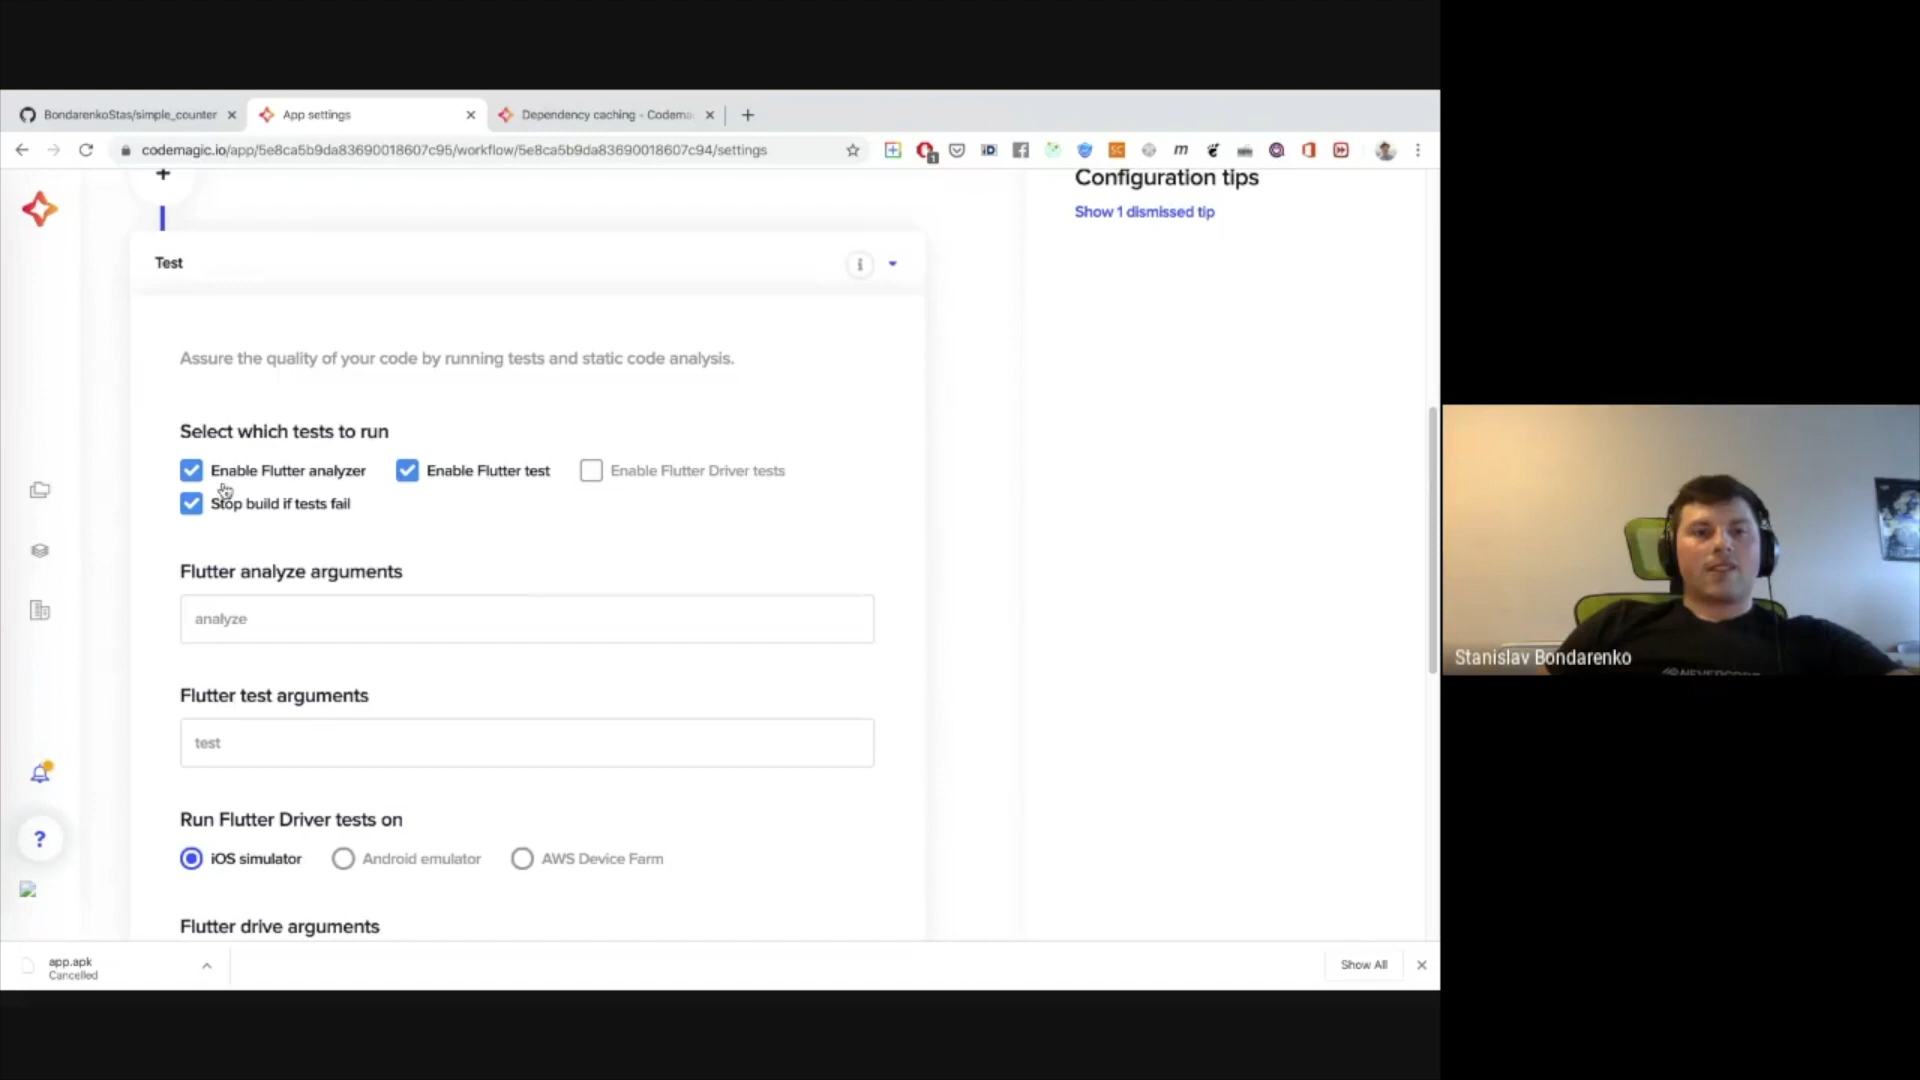 BondarenkoStas/simple_counter
App settings
Dependency caching - Codema
codemagic.io/app/5e8ca5b9da83690018607c95/workflow/5e8ca5b9da83690018607c94/settings
Configuration tips
Show 1 dismissed tip
Test
Assure the quality of your code by running tests and static code analysis.
Select which tests to run
Enable Flutter analyzer
Enable Flutter test
Enable Flutter Driver tests
Stop build if tests fail
Flutter analyze arguments
analyze
Flutter test arguments
test
Run Flutter Driver tests on
iOS simulator
Android emulator
AWS Device Farm
Flutter drive arguments
app.apk
Cancelled
Show All
Stanislav Bondarenko